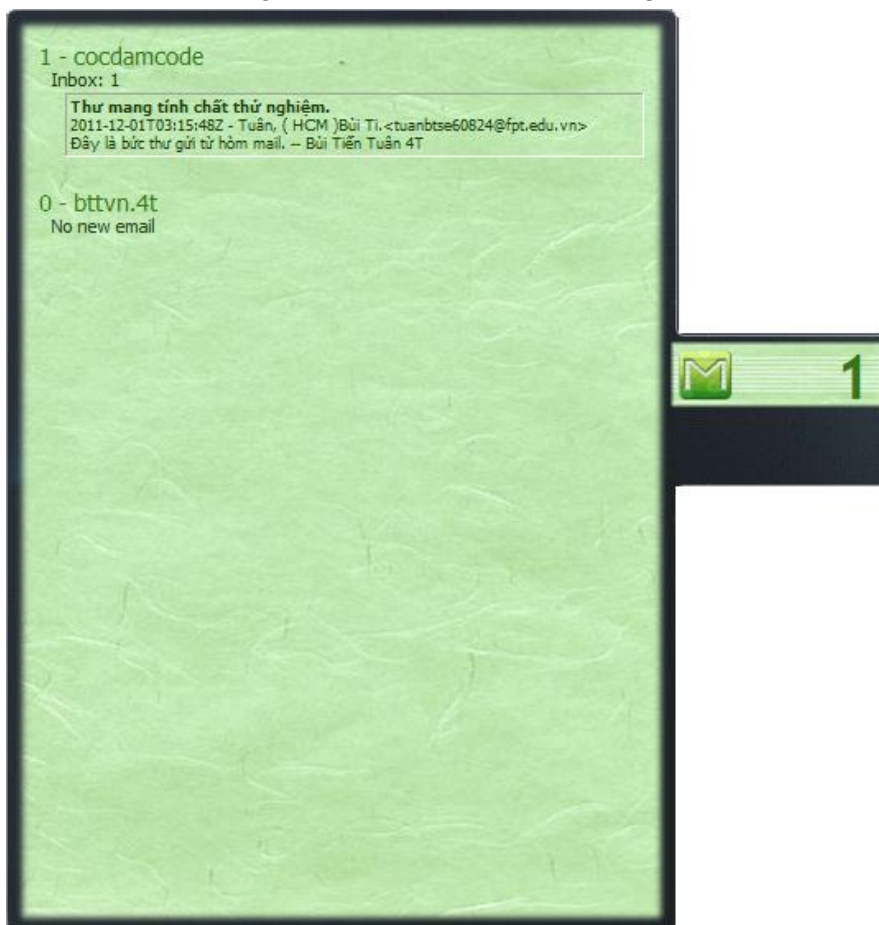 1 - cocdamcode
Inbox: 1
Thư mang tính chất thử nghiệm.
2011-12-01T03:15:48Z - Tuân, ( HCM )Bùi Ti.<tuanbtse60824@fpt.edu.vn>
Đây là bức thư gửi từ hòm mail. -- Bùi Tiến Tuân 4T
0 - bttvn.4t
No new email
1